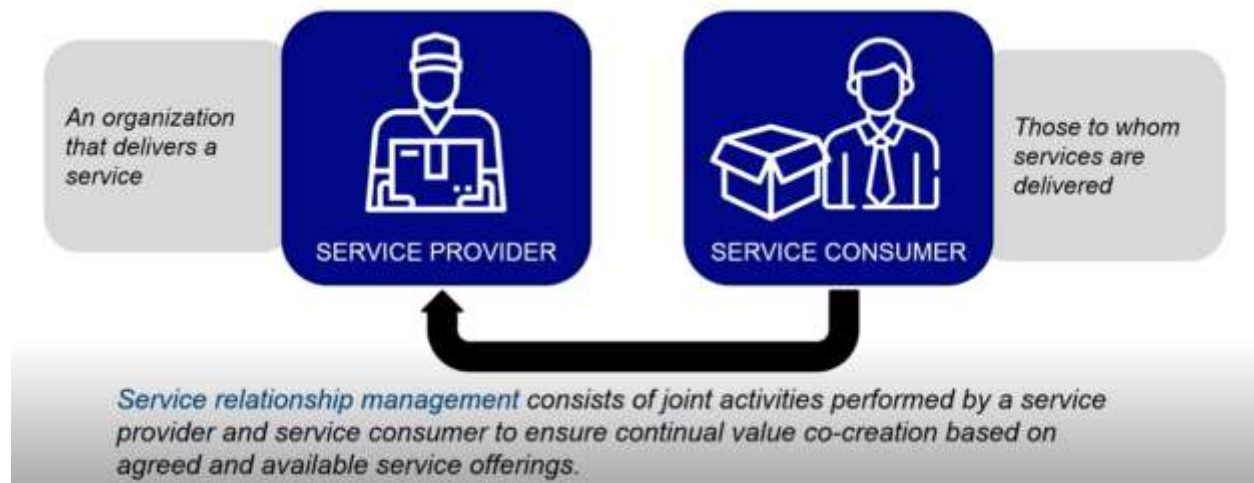 An organization
that delivers a
service
SERVICE PROVIDER
SERVICE CONSUMER
Those to whom
services are
delivered
Service relationship management consists of joint activities performed by a service
provider and service consumer to ensure continual value co-creation based on
agreed and available service offerings.